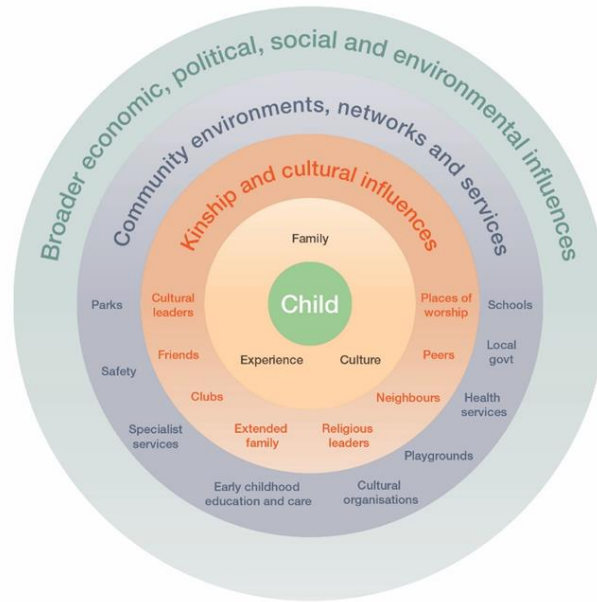 Broader economic, political, social and environmental influences
Community environments, networks and services
Kinship and cultural influences
Family
Child
Experience
Culture
Parks
Cultural
leaders
Places of
worship
Schools
Friends
Peers
Local
govt
Safety
Clubs
Neighbours
Health
services
Specialist
services
Extended
family
Religious
leaders
Playgrounds
Early childhood
education and care
Cultural
organisations